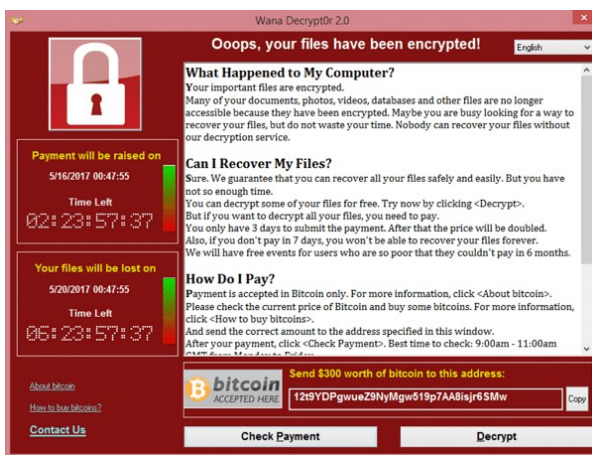 Wana Decrypt0r 2.0
Ooops, your files have been encrypted!
English
What Happened to My Computer?
Your important files are encrypted.
Many of your documents, photos, videos, databases and other files are no longer
accessible because they have been encrypted. Maybe you are busy looking for a way to
recover your files, but do not waste your time. Nobody can recover your files without
our decryption service.
Can I Recover My Files?
Sure. We guarantee that you can recover all your files safely and easily. But you have
not so enough time.
You can decrypt some of your files for free. Try now by clicking <Decrypt>.
But if you want to decrypt all your files, you need to pay.
You only have 3 days to submit the payment. After that the price will be doubled.
Also, if you don't pay in 7 days, you won't be able to recover your files forever.
We will have free events for users who are so poor that they couldn't pay in 6 months.
How Do I Pay?
Payment is accepted in Bitcoin only. For more information, click <About bitcoin>.
Please check the current price of Bitcoin and buy some bitcoins. For more information,
click <How to buy bitcoins>.
And send the correct amount to the address specified in this window.
After your payment, click <Check Payment>. Best time to check: 9:00am - 11:00am
GMT from Monday to Friday
Payment will be raised on
5/16/2017 00:47:55
Time Left
02:23:57:37
Your files will be lost on
5/20/2017 00:47:55
Time Left
06:23:57:37
About bitcoin
How to buy bitcoins?
Contact Us
bitcoin
ACCEPTED HERE
Send $300 worth of bitcoin to this address:
12t9YDPgwueZ9NyMgw519p7AA8isjr6SMw
Copy
Check Payment
Decrypt